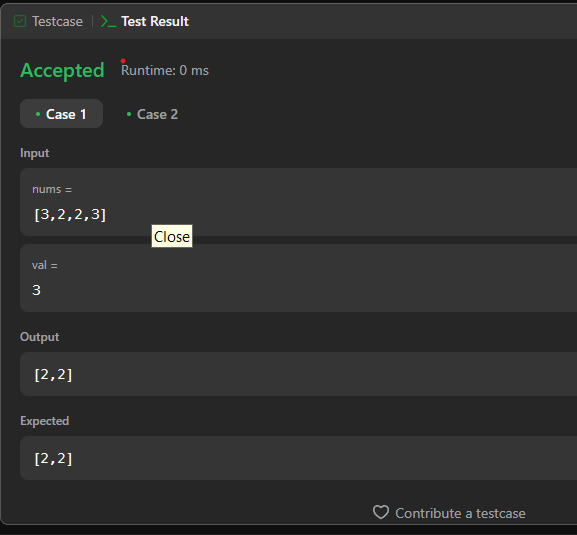 Testcase Test Result
Accepted Runtime: 0 ms
Case 1 Case 2
Input
nums =
[3,2,2,3]
Close
val =
3
Output
[2,2]
Expected
[2,2]
Contribute a testcase